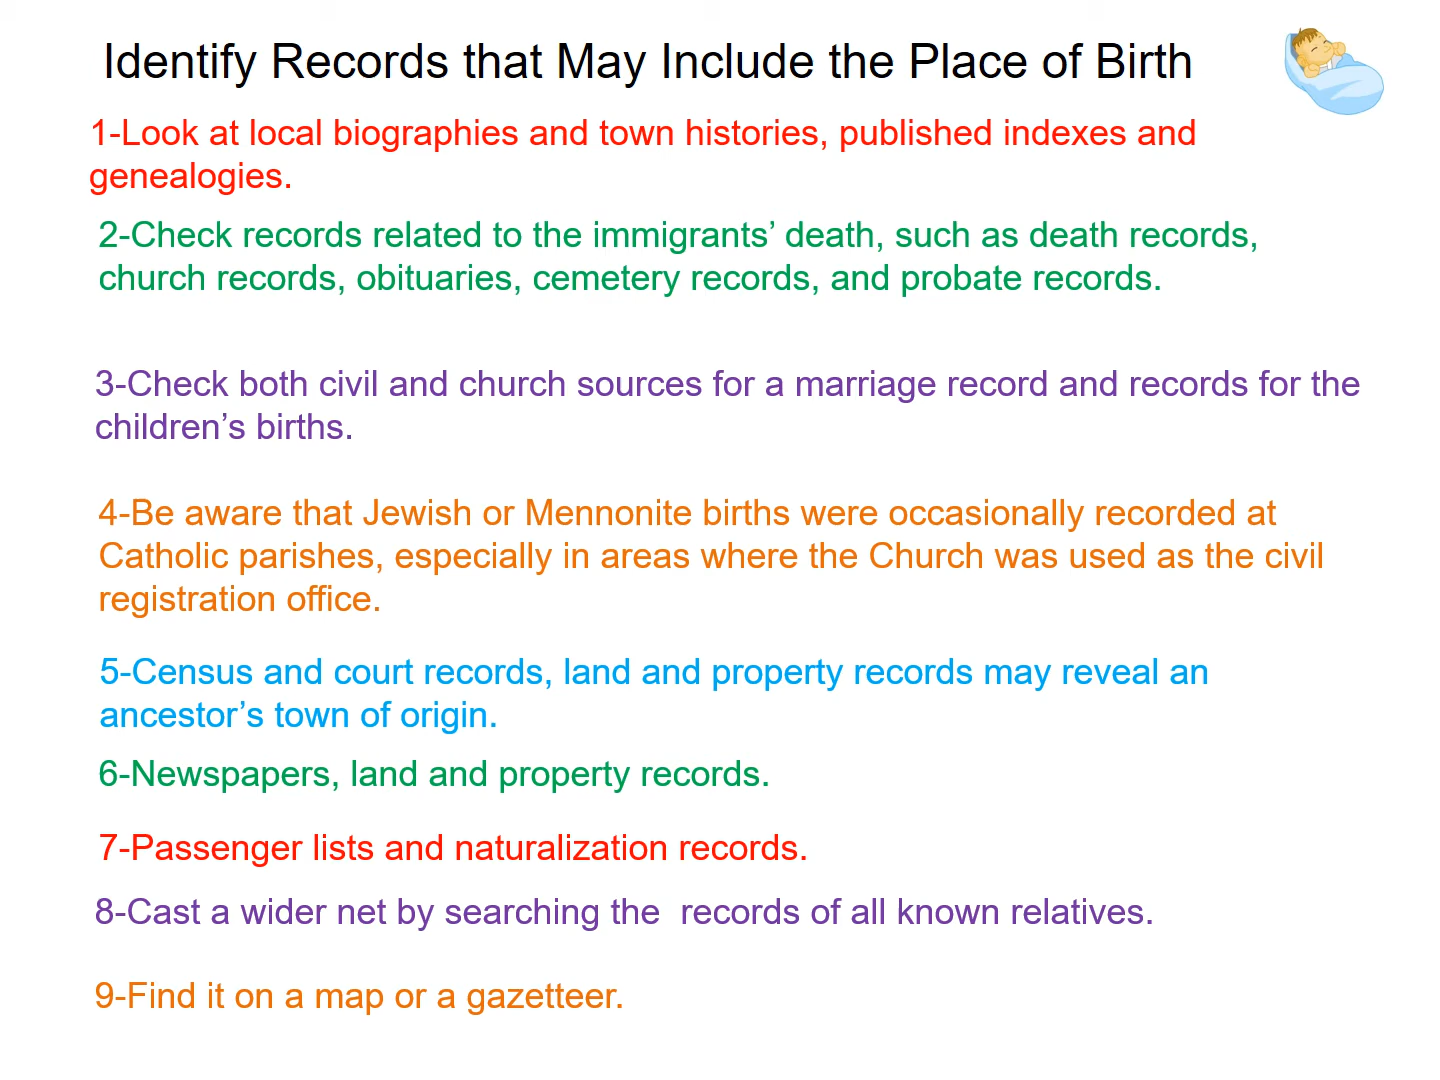 Identify Records that May Include the Place of Birth
1-Look at local biographies and town histories, published indexes and
genealogies.
2-Check records related to the immigrants’ death, such as death records,
church records, obituaries, cemetery records, and probate records.
3-Check both civil and church sources for a marriage record and records for the
children’s births.
4-Be aware that Jewish or Mennonite births were occasionally recorded at
Catholic parishes, especially in areas where the Church was used as the civil
registration office.
5-Census and court records, land and property records may reveal an
ancestor’s town of origin.
6-Newspapers, land and property records.
7-Passenger lists and naturalization records.
8-Cast a wider net by searching the  records of all known relatives.
9-Find it on a map or a gazetteer.